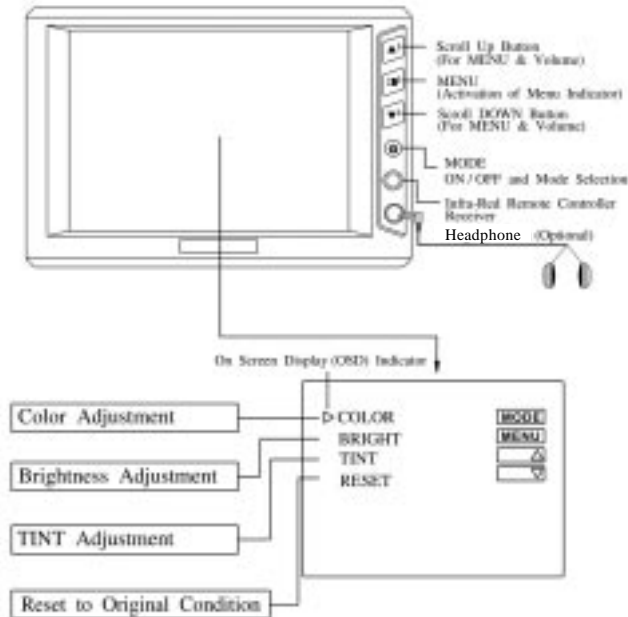 Scroll Up Button
(For MENU & Volume)
MENU
(Activation of Menu Indicator)
Scroll DOWN Button
(For MENU & Volume)
MODE
ON/OFF and Mode Selection
Infra-Red Remote Controller
Receiver
Headphone (Optional)
On Screen Display (OSD) Indicator
Color Adjustment
Brightness Adjustment
TINT Adjustment
Reset to Original Condition
COLOR
BRIGHT
TINT
RESET
MODE
MENU